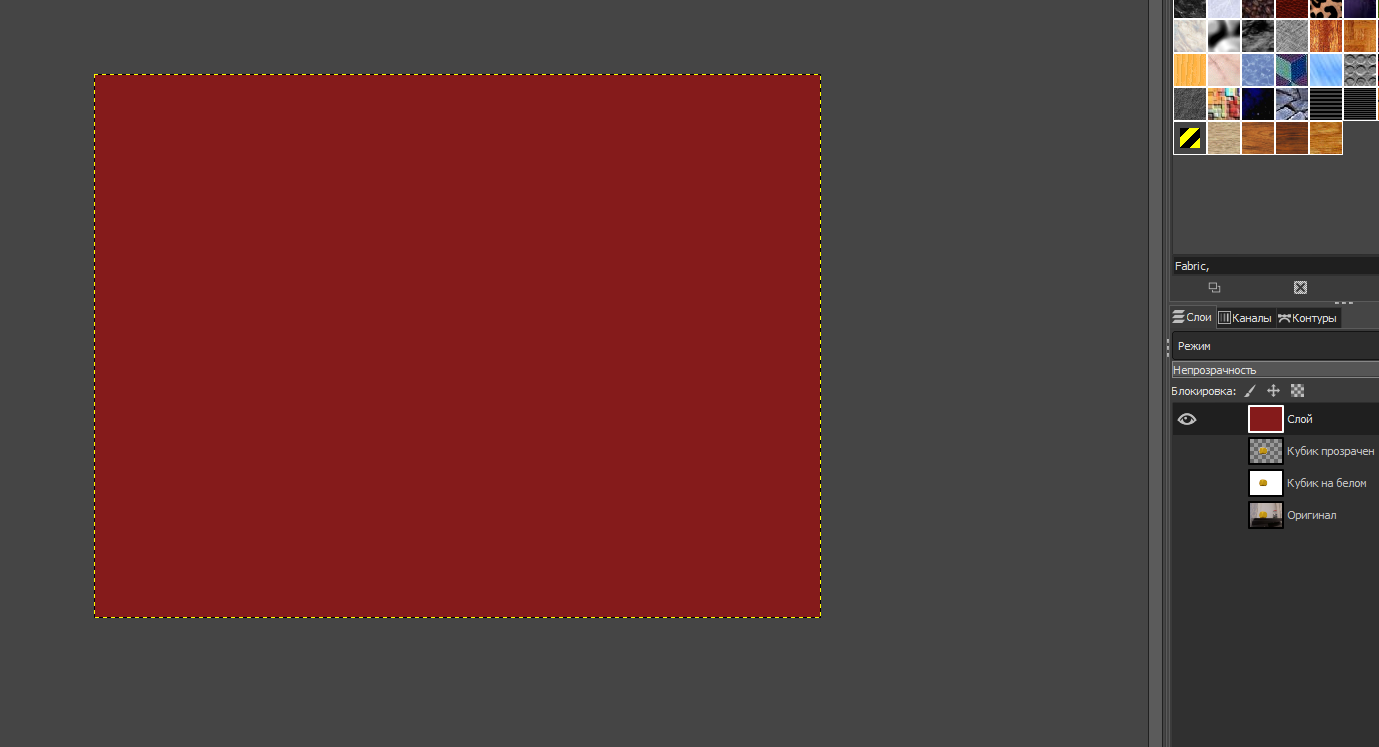 Fabric,
Слои Каналы Контуры
Режим
Непрозрачность
Блокировка:
Слой
Кубик прозрачен
Кубик на белом
Оригинал